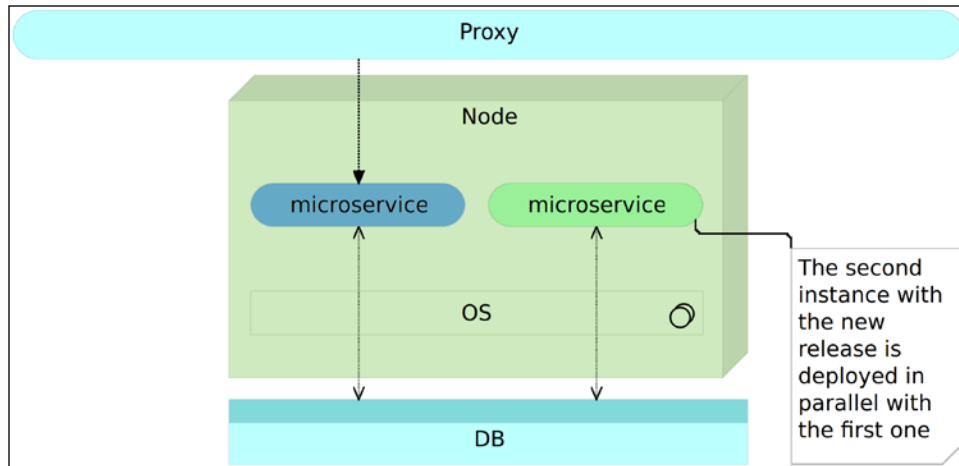 Proxy
Node
microservice
microservice
OS
The second
instance with
the new
release is
deployed in
parallel with
the first one
DB